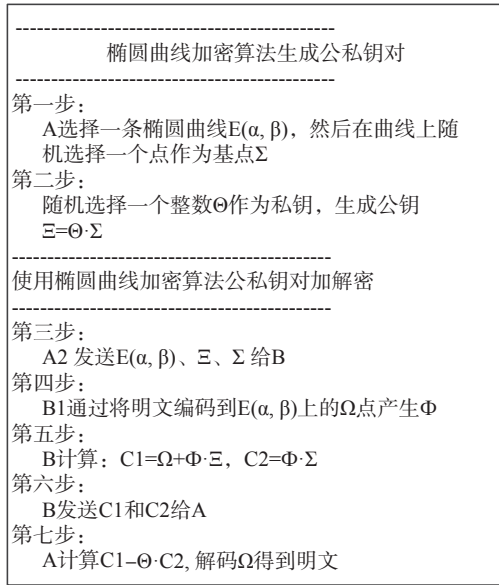 椭圆曲线加密算法生成公私钥对
第一步：
A选择一条椭圆曲线E(α, β)，然后在曲线上随
机选择一个点作为基点Σ
第二步：
随机选择一个整数Θ作为私钥，生成公钥
Ξ=Θ·Σ
使用椭圆曲线加密算法公私钥对加解密
第三步：
A2 发送E(α, β)、Ξ、Σ 给B
第四步：
B1通过将明文编码到E(α, β)上的Ω点产生Φ
第五步：
B计算：C1=Ω+Φ·Ξ，C2=Φ·Σ
第六步：
B发送C1和C2给A
第七步：
A计算C1–Θ·C2, 解码Ω得到明文